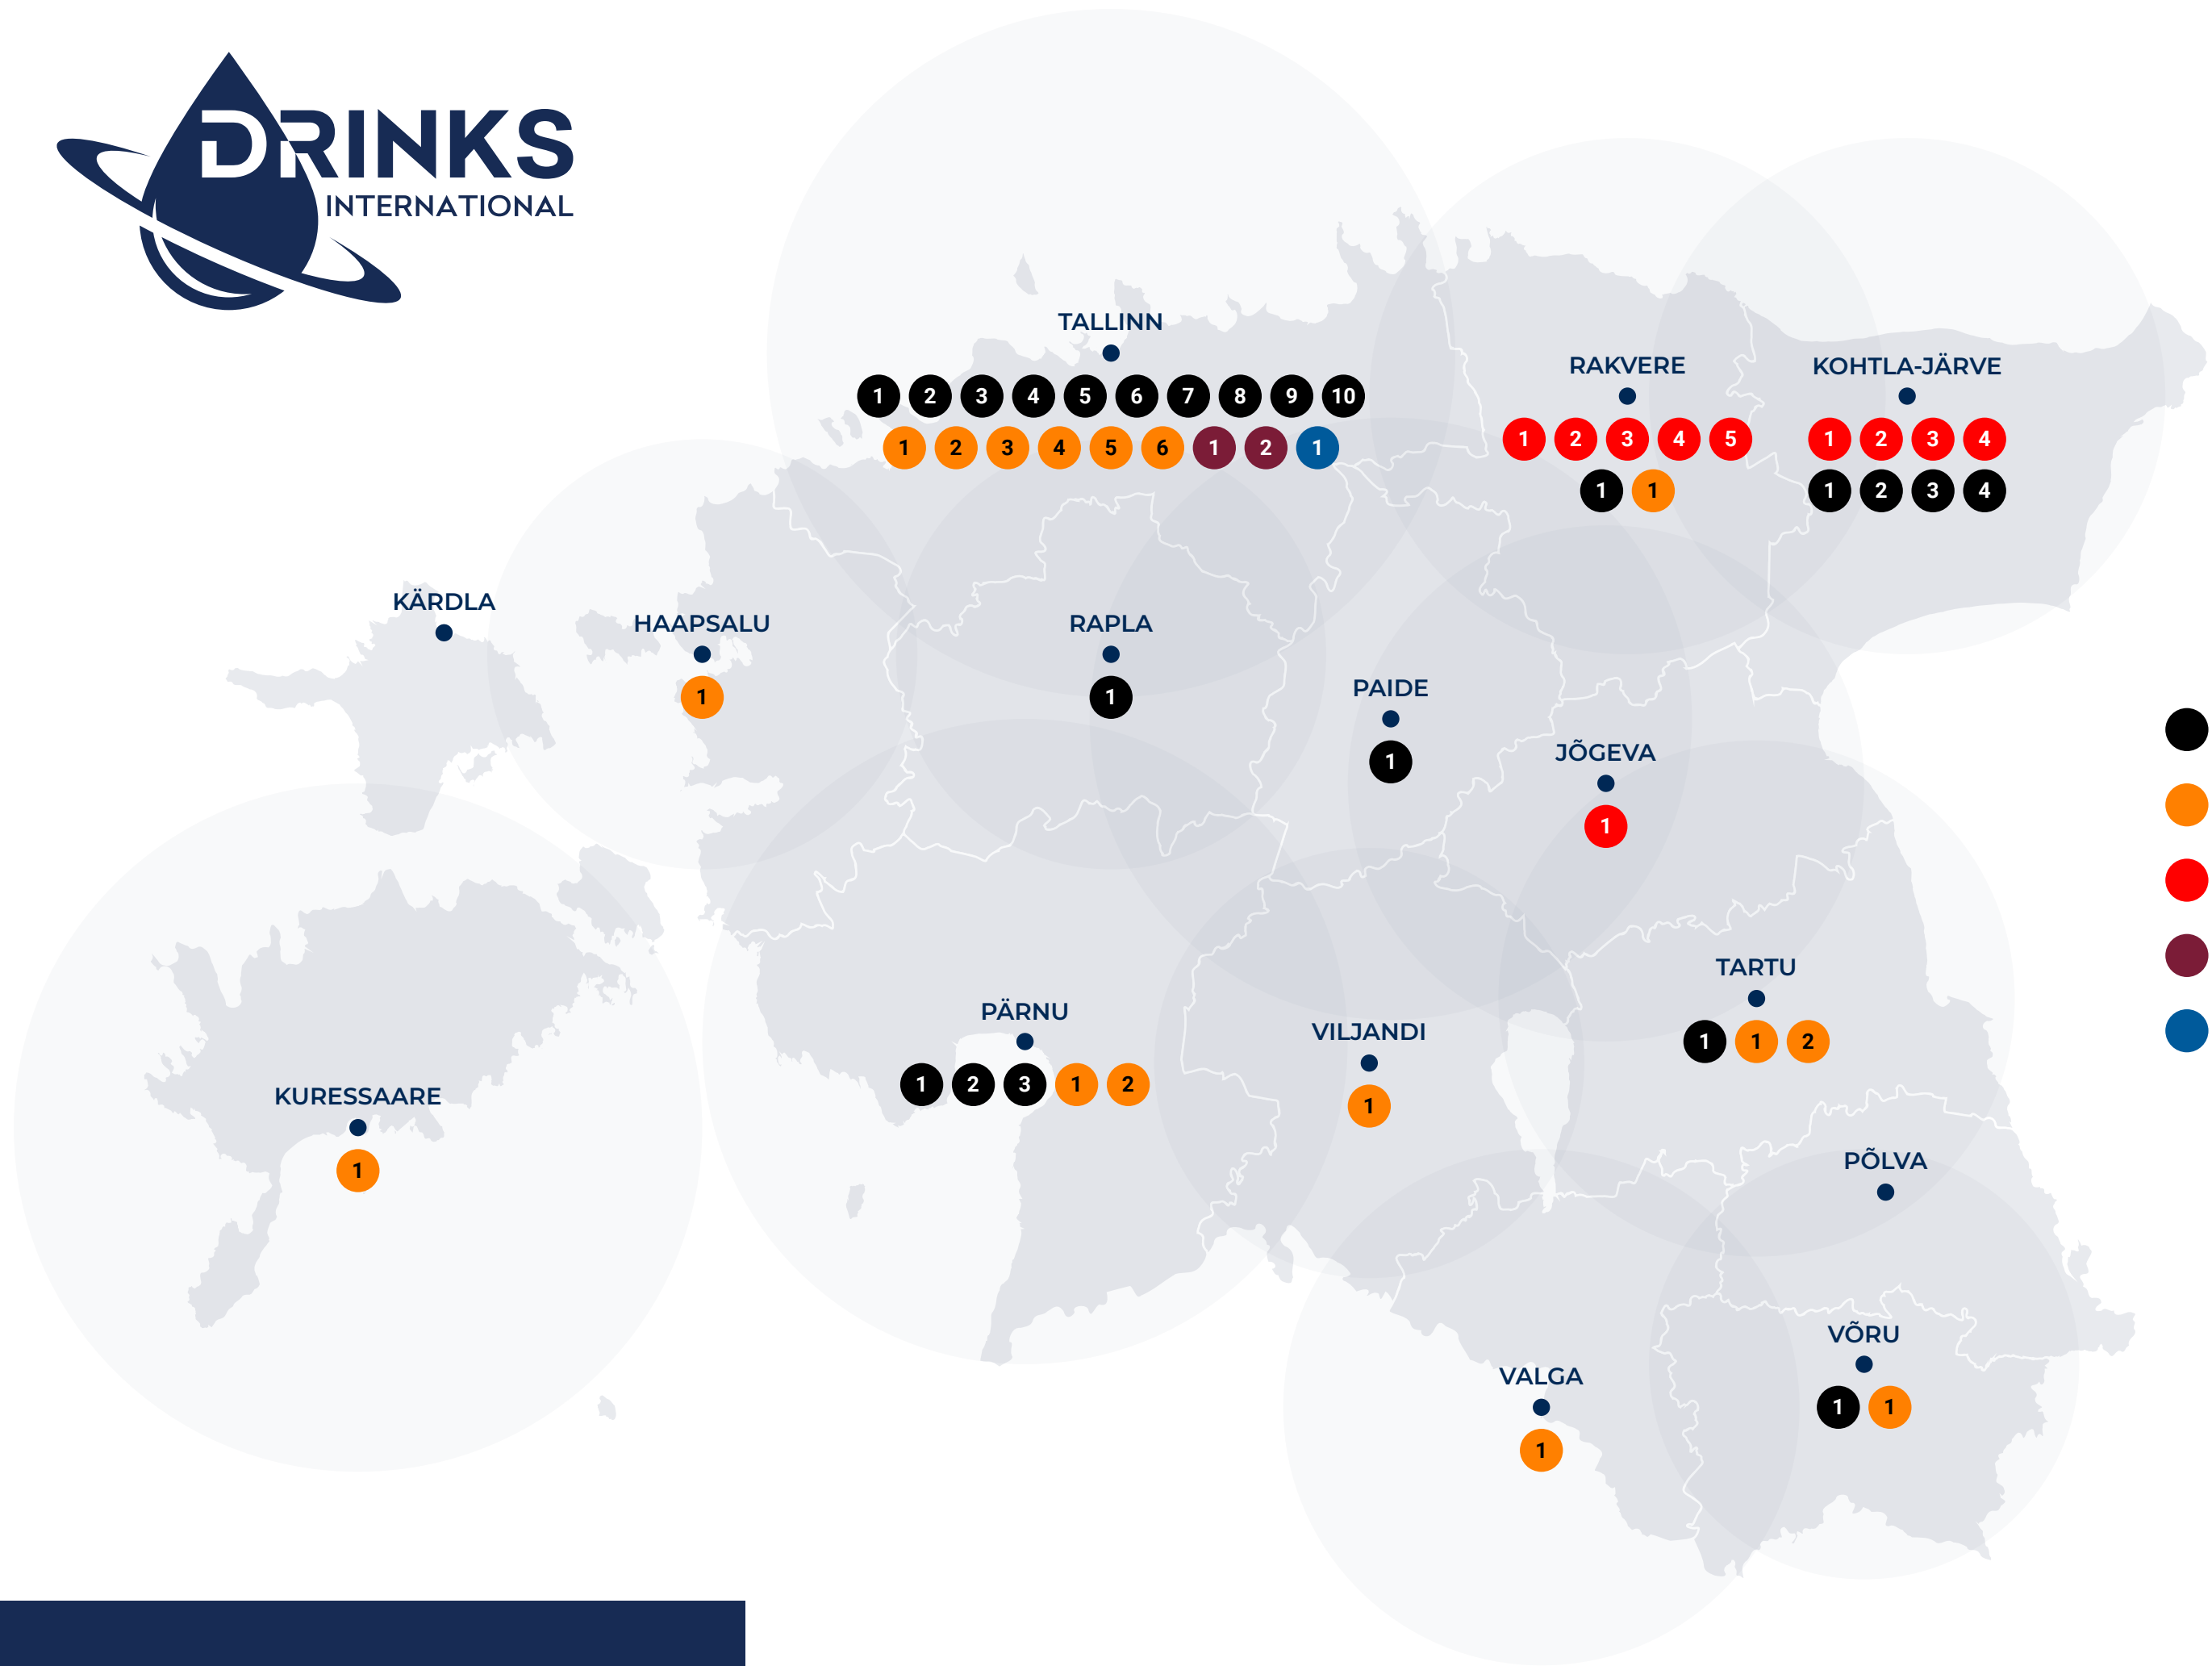 DRINKS
INTERNATIONAL
TALLINN
1 2 3 4 5 6 7 8 9 10
1 2 3 4 5 6 1 2 1
RAKVERE
1 2 3 4 5
1 1
KOHTLA-JÄRVE
1 2 3 4
1 2 3 4
KÄRDLA
HAAPSALU
1
RAPLA
1
PAIDE
1
JÕGEVA
1
TARTU
1 1 2
PÄRNU
1 2 3 1 2
VILJANDI
1
KURESSAARE
1
PÕLVA
VÕRU
1 1
VALGA
1